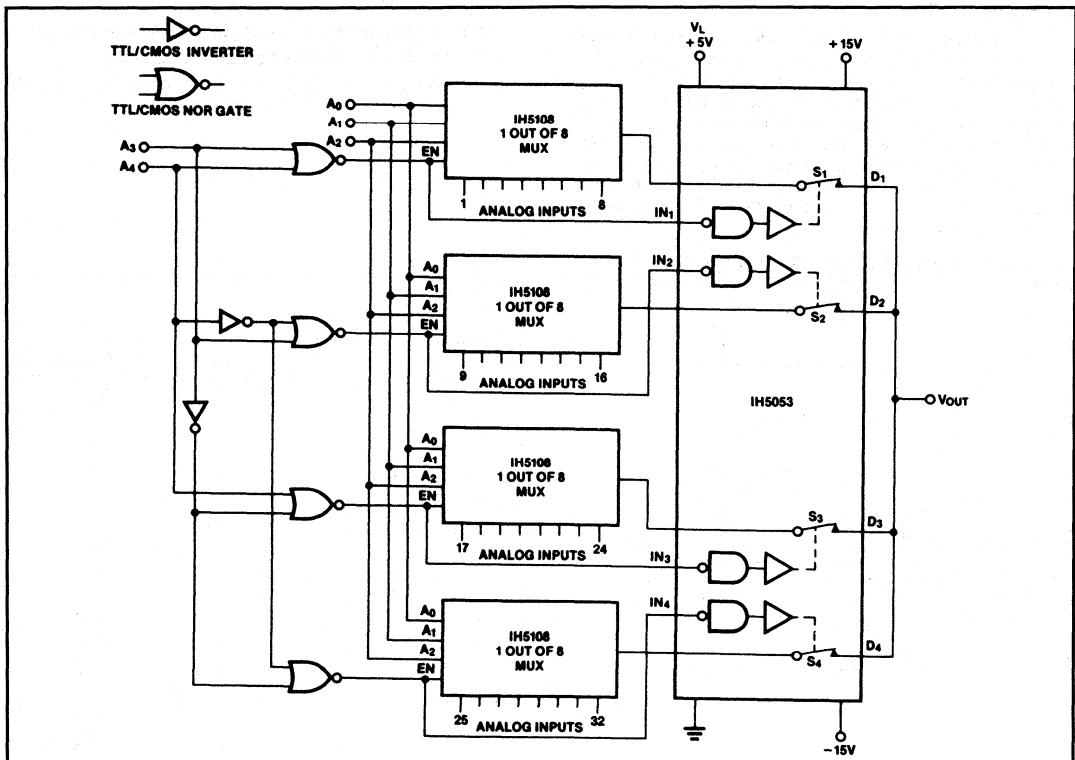 TTL/CMOS INVERTER
TTL/CMOS NOR GATE
VL
+5V
+15V
A0
A1
A2
EN
A3
A4
IH5108
1 OUT OF 8
MUX
1
8
ANALOG INPUTS
S1
D1
IN1
IN2
A0
A1
A2
EN
IH5108
1 OUT OF 8
MUX
9
16
ANALOG INPUTS
S2
D2
IH5053
VOUT
A0
A1
A2
EN
IH5108
1 OUT OF 8
MUX
17
24
ANALOG INPUTS
S3
D3
IN3
IN4
A0
A1
A2
EN
IH5108
1 OUT OF 8
MUX
25
32
ANALOG INPUTS
S4
D4
-15V